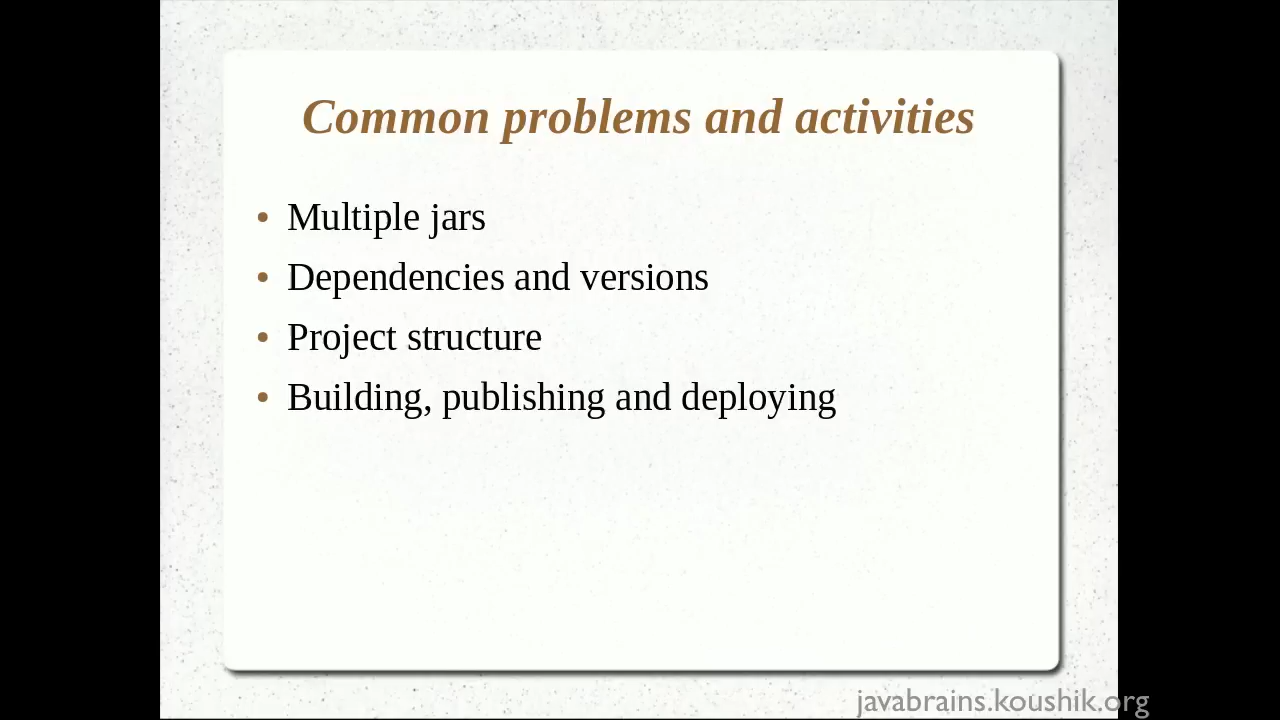 Common problems and activities
• Multiple jars
• Dependencies and versions
• Project structure
• Building, publishing and deploying
javabrains.koushik.org